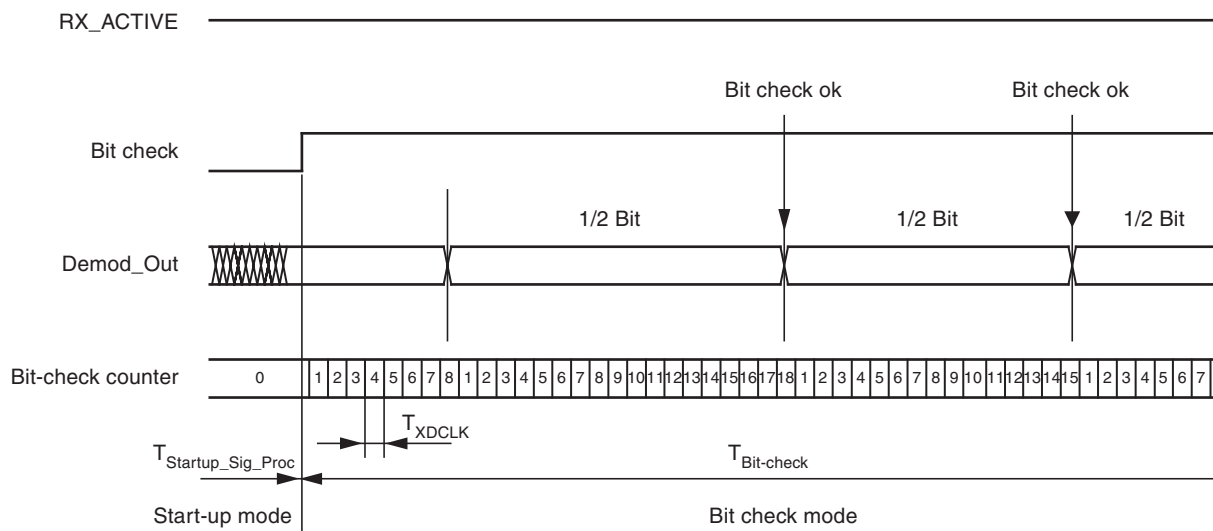 RX_ACTIVE
Bit check ok Bit check ok
Bit check
1/2 Bit 1/2 Bit 1/2 Bit
Demod_Out
Bit-check counter 0 1 2 3 4 5 6 7 8 1 2 3 4 5 6 7 8 9 10 11 12 13 14 15 16 17 18 1 2 3 4 5 6 7 8 9 10 11 12 13 14 15 1 2 3 4 5 6 7
TXDCLK
TStartup_Sig_Proc TBit-check
Start-up mode Bit check mode